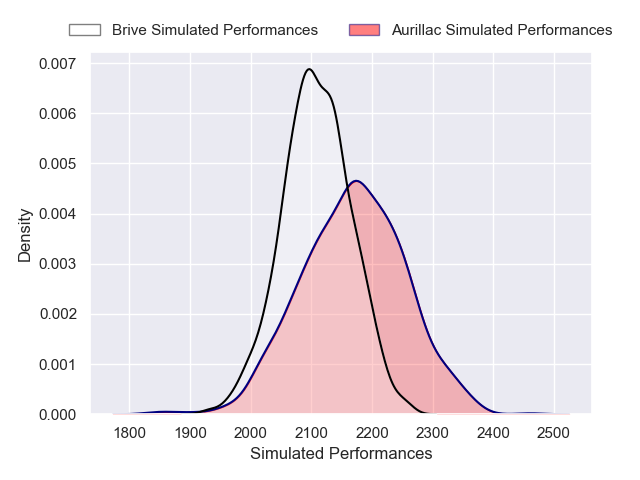 Brive Simulated Performances
Aurillac Simulated Performances
0.007
0.006
0.005
0.004
0.003
0.002
0.001
0.000
Density
1800 1900 2000 2100 2200 2300 2400 2500
Simulated Performances